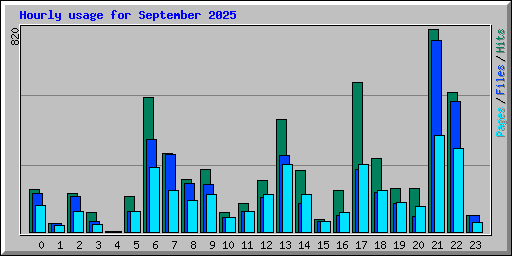 Hourly usage for September 2025
820
Pages / Files / Hits
0 1 2 3 4 5 6 7 8 9 10 11 12 13 14 15 16 17 18 19 20 21 22 23